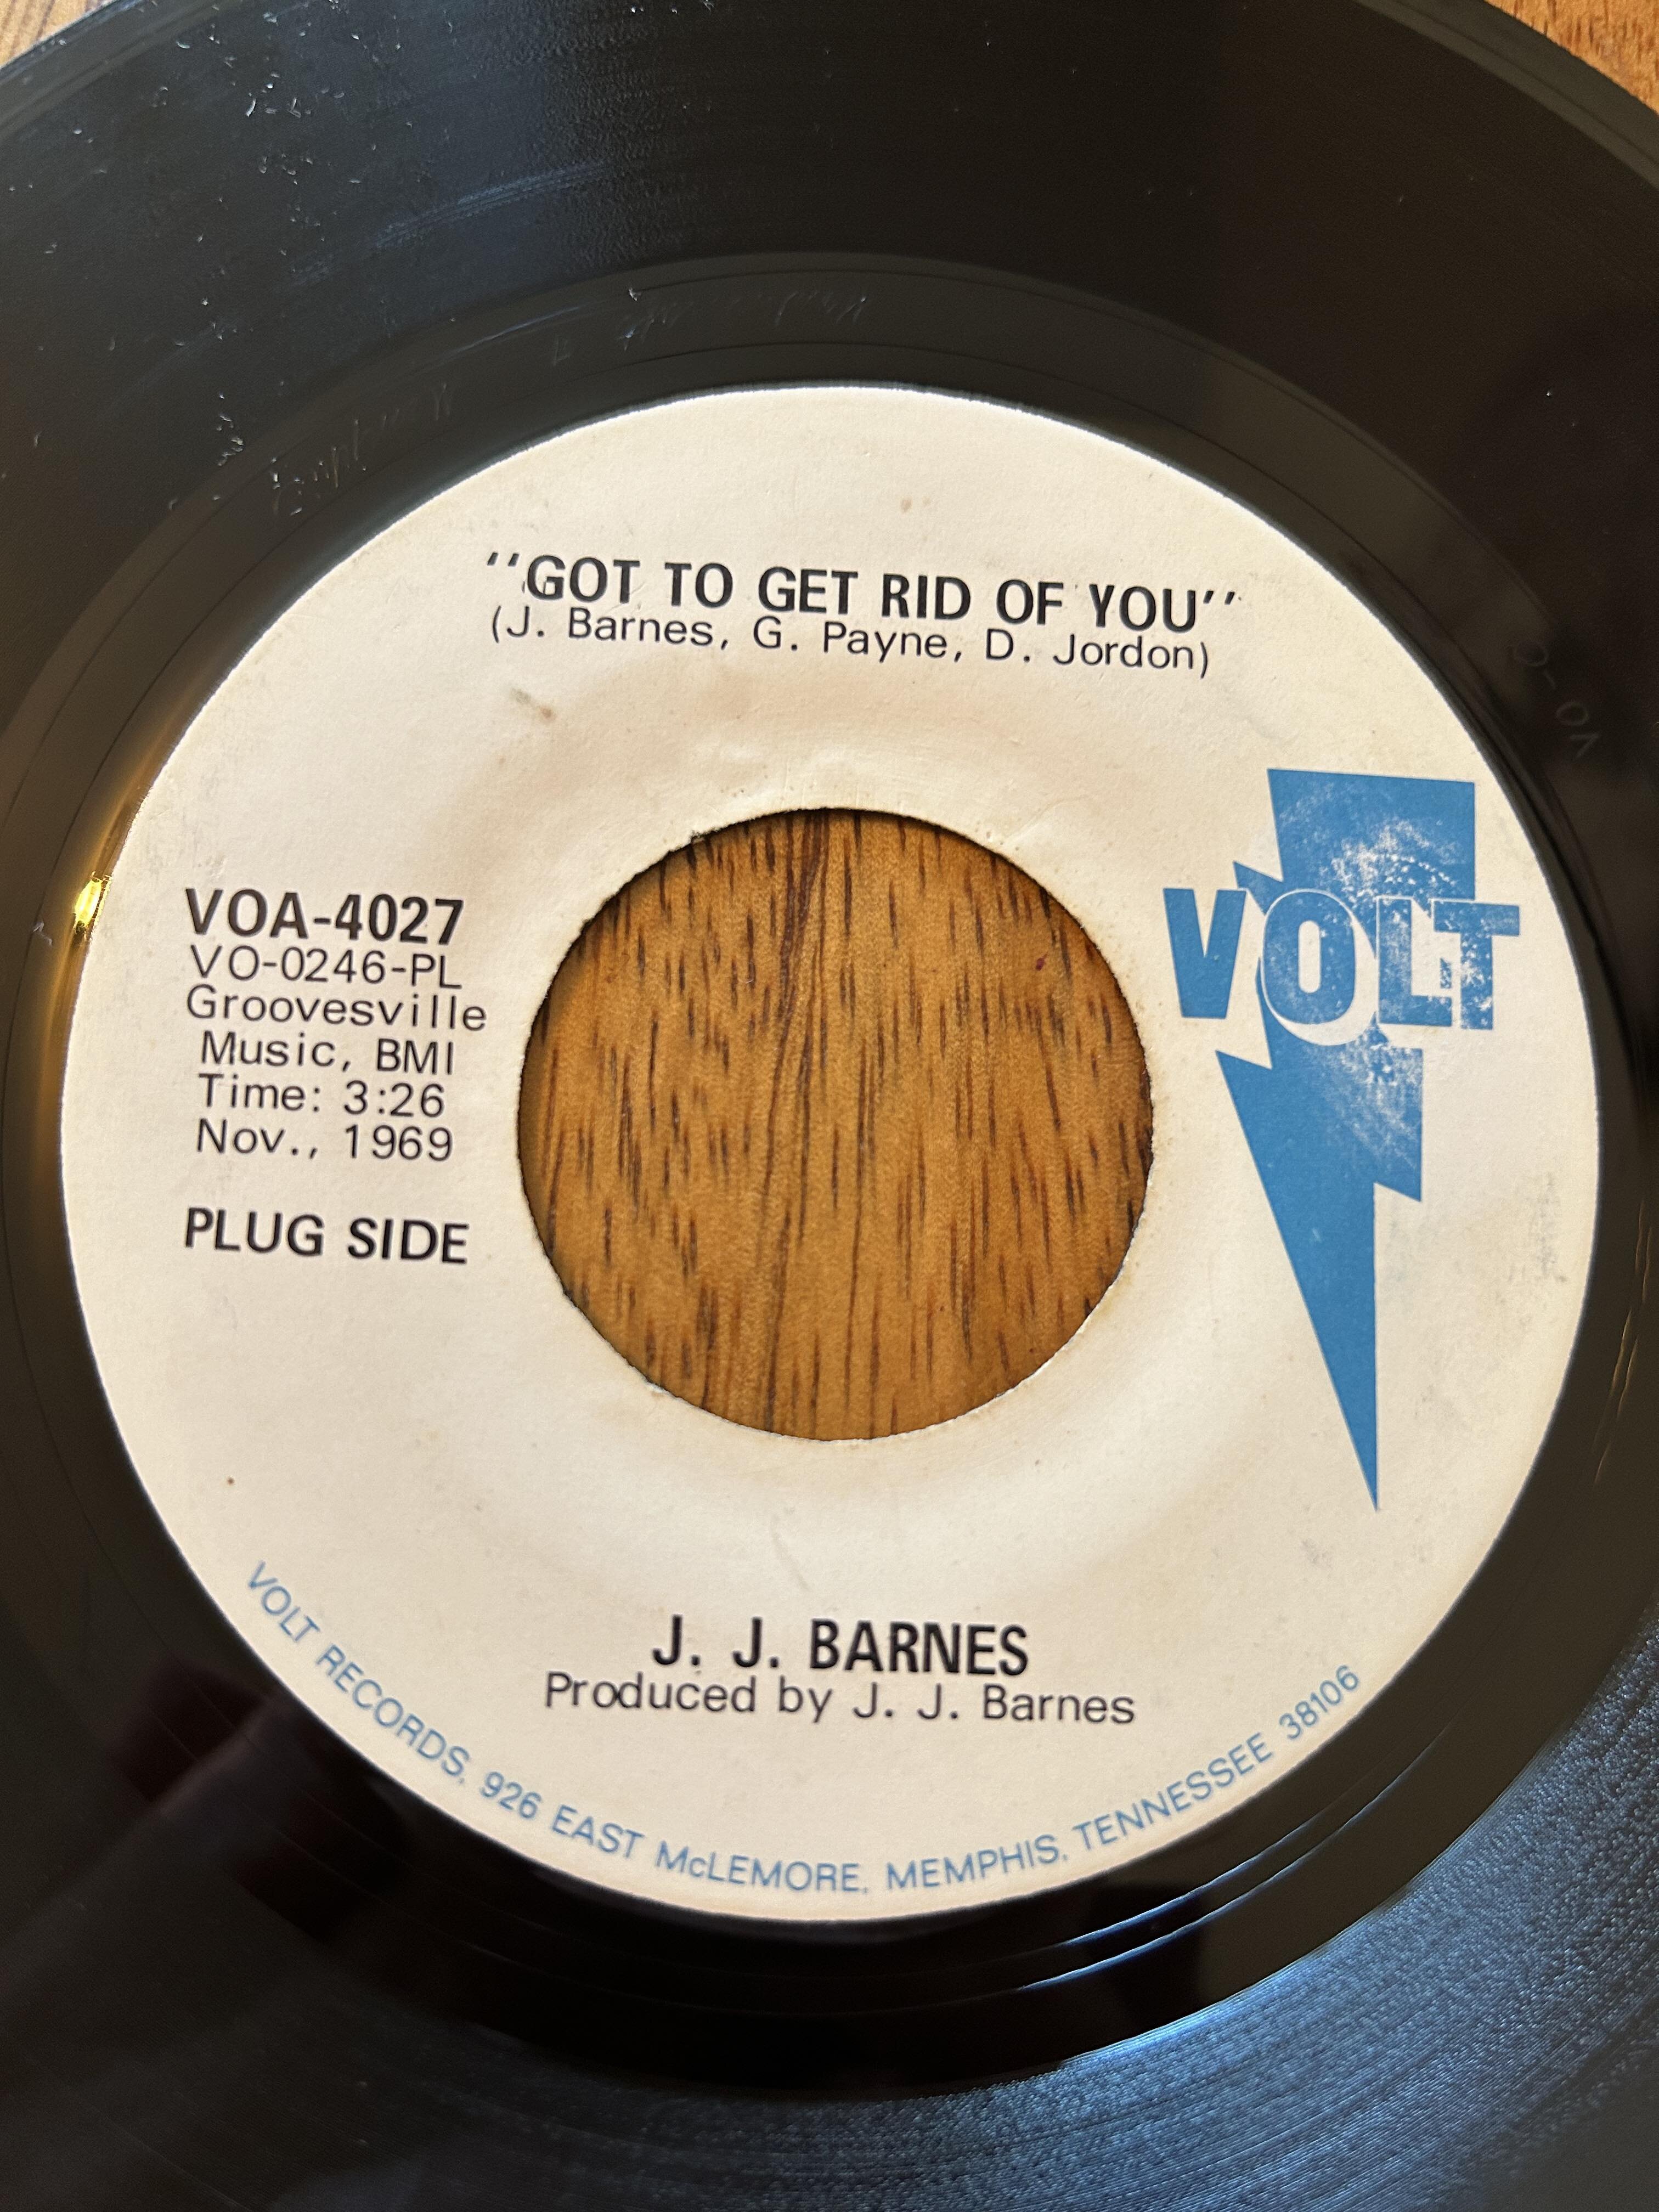 "GOT TO GET RID OF YOU"
(J. Barnes, G. Payne, D. Jordon)
VOA-4027
VO-0246-PL
Groovesville
Music, BMI
Time: 3:26
Nov., 1969
PLUG SIDE
VOLT
J. J. BARNES
Produced by J. J. Barnes
VOLT RECORDS, 926 EAST McLEMORE, MEMPHIS, TENNESSEE 38106